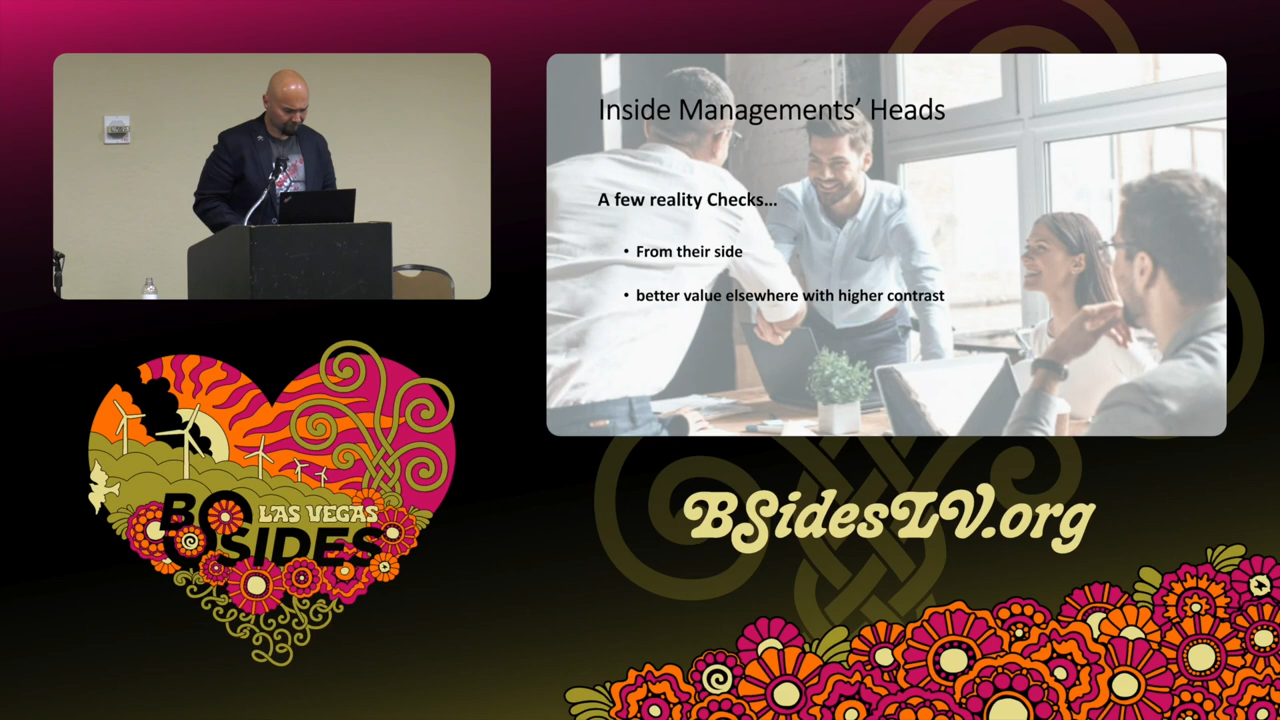 Inside Managements’ Heads
A few reality Checks...
• From their side
• better value elsewhere with higher contrast
BSIDES
LAS VEGAS
BSidesLV.org